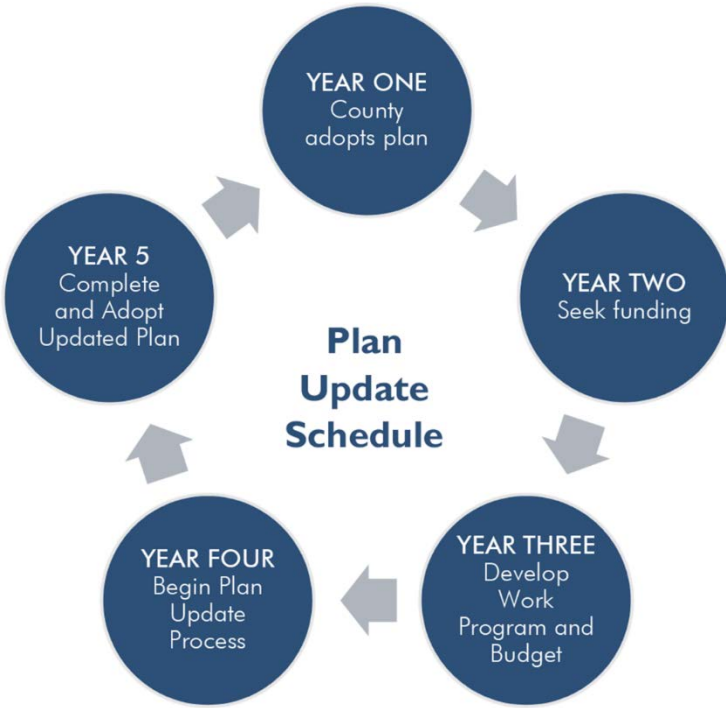 YEAR ONE
County
adopts plan
YEAR TWO
Seek funding
YEAR THREE
Develop
Work
Program and
Budget
YEAR FOUR
Begin Plan
Update
Process
YEAR 5
Complete
and Adopt
Updated Plan
Plan
Update
Schedule